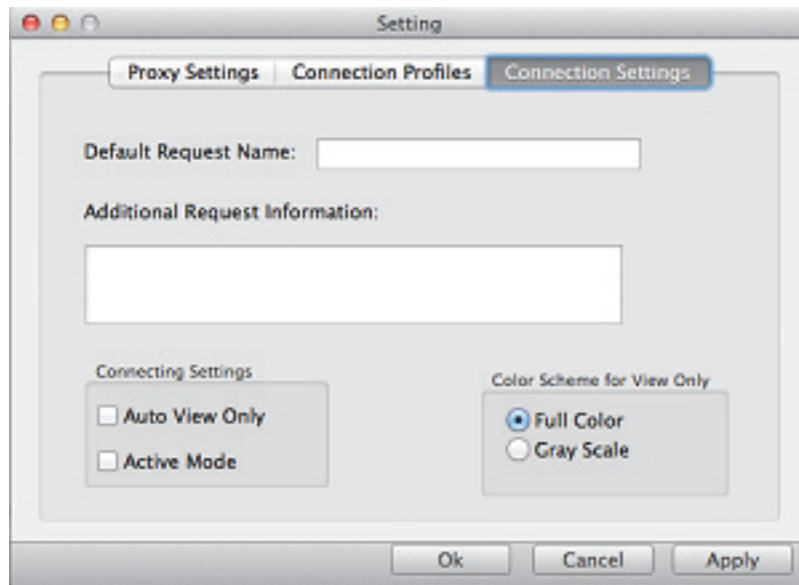 Setting
Proxy Settings Connection Profiles Connection Settings
Default Request Name:
Additional Request Information:
Connecting Settings
Auto View Only
Active Mode
Color Scheme for View Only
Full Color
Gray Scale
Ok Cancel Apply